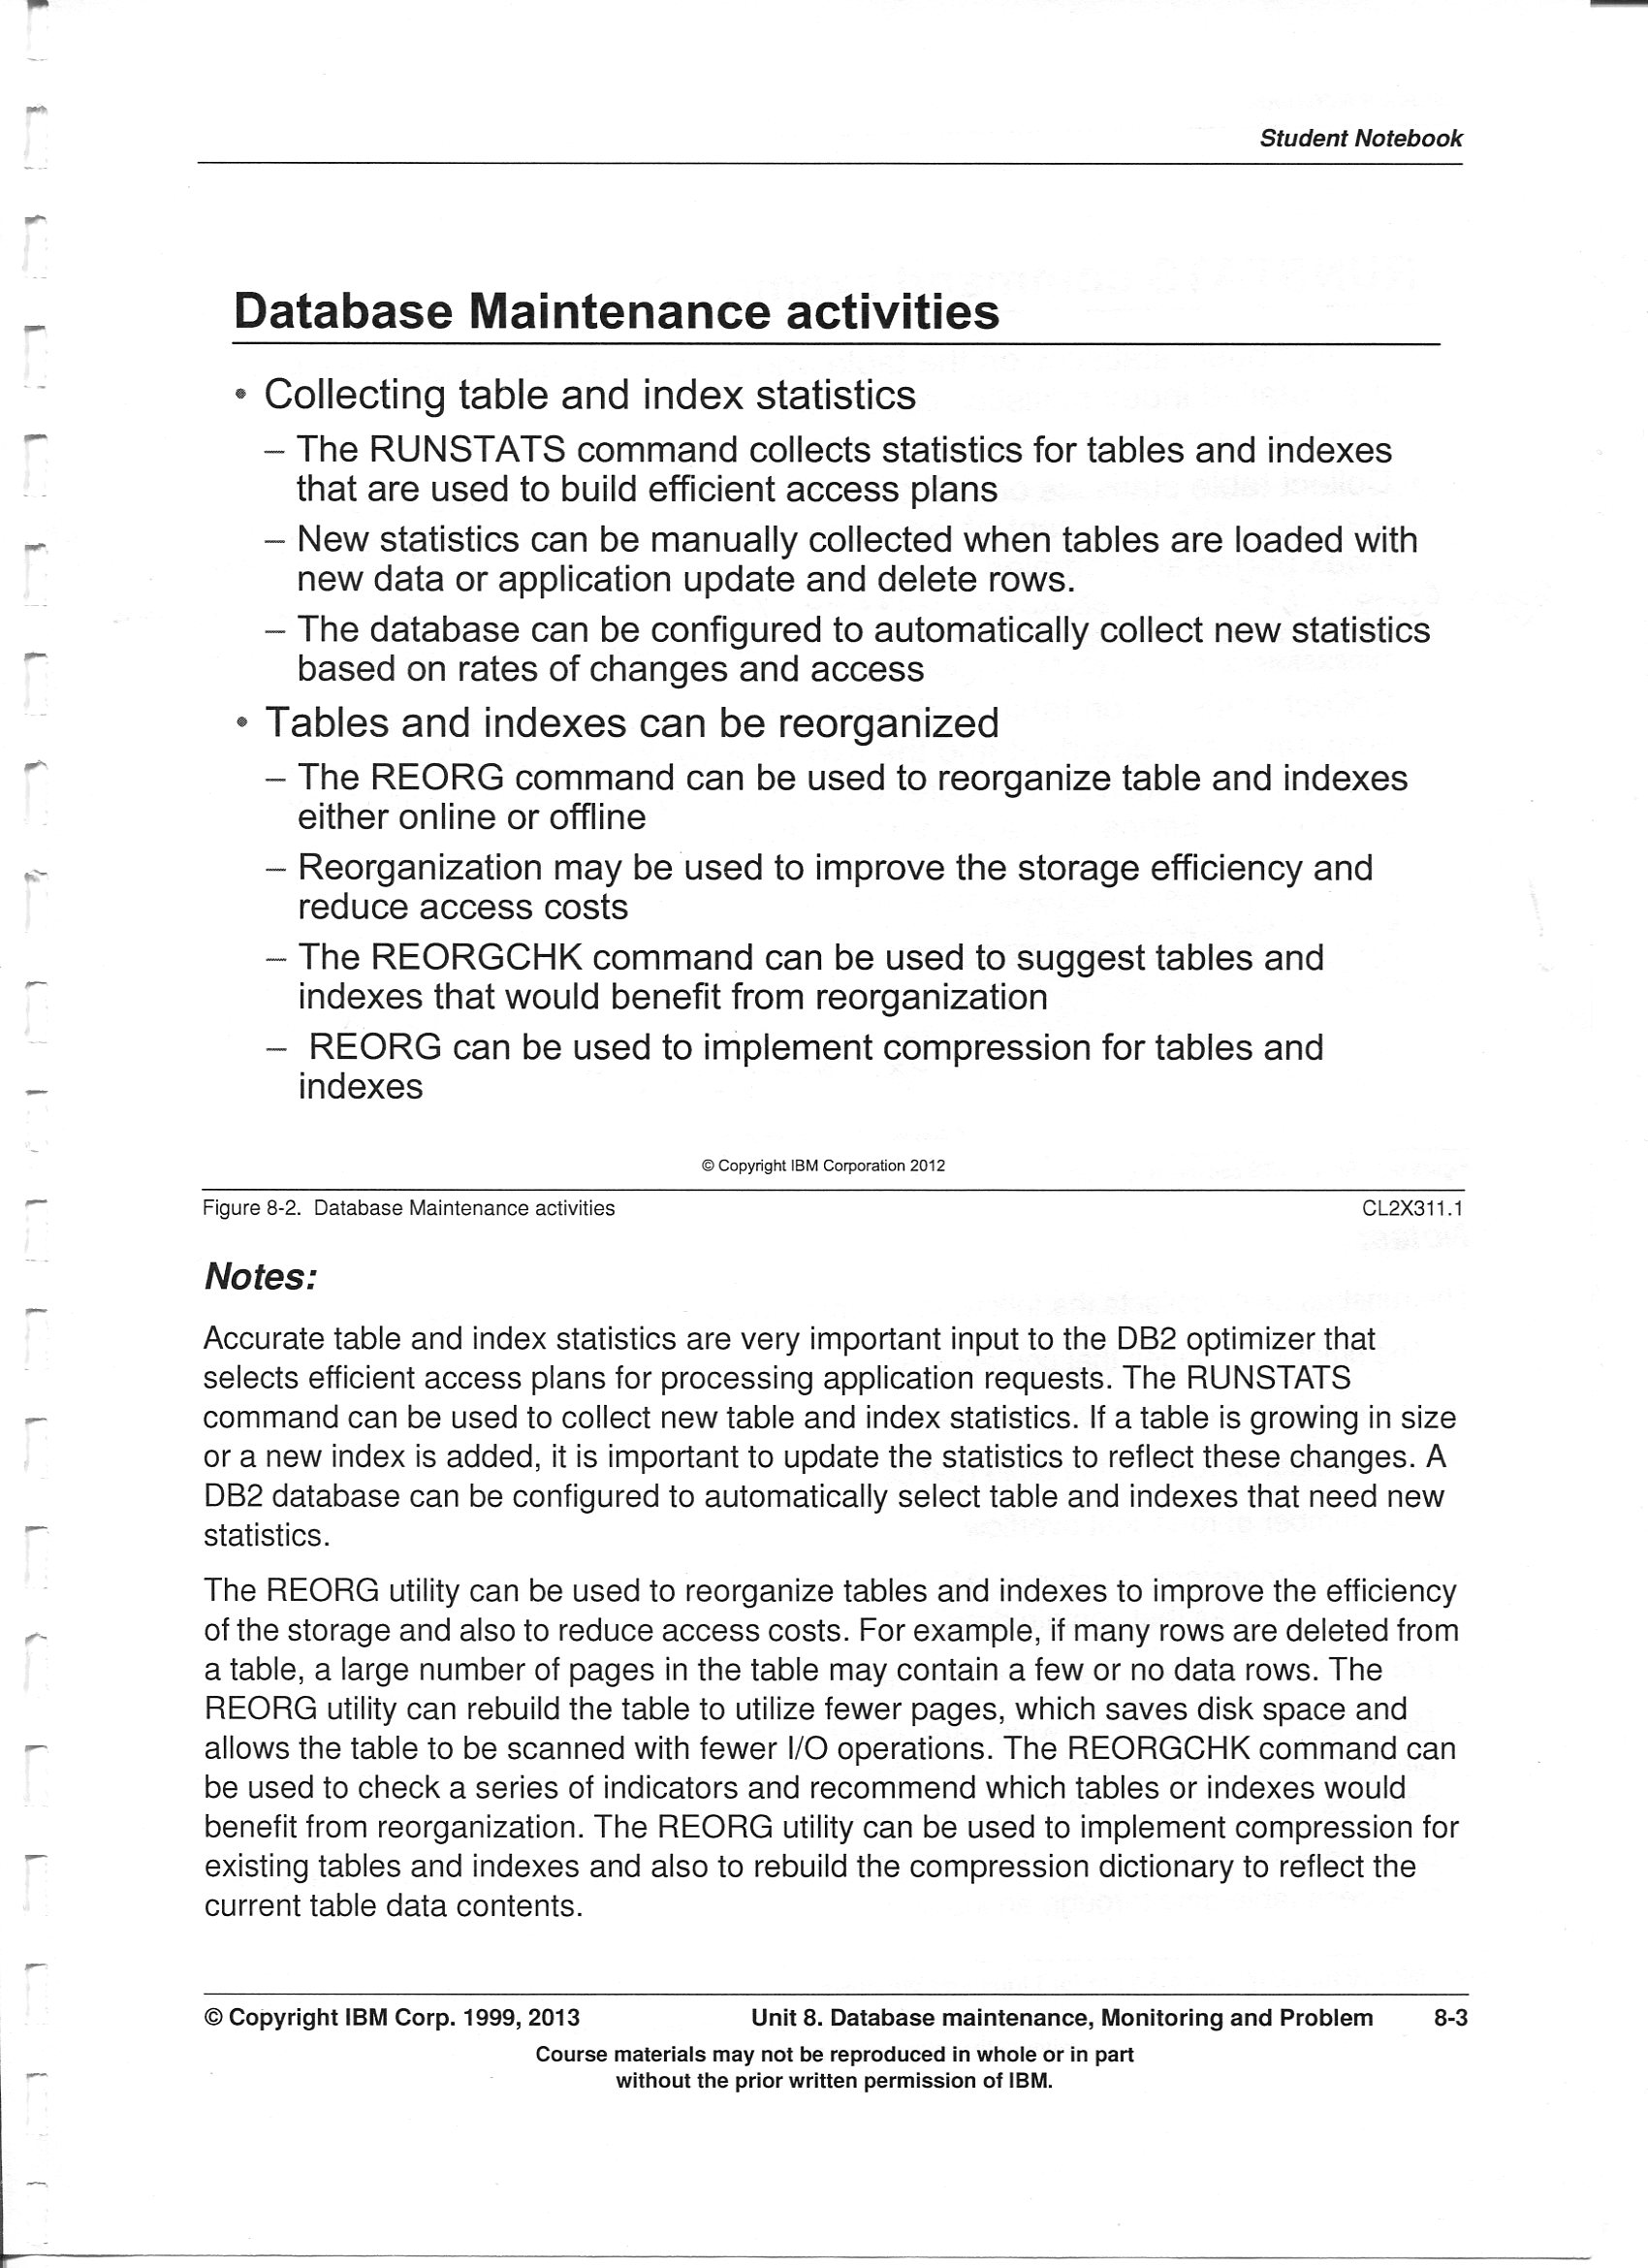 Student Notebook
Database Maintenance activities
• Collecting table and index statistics
– The RUNSTATS command collects statistics for tables and indexes
that are used to build efficient access plans
– New statistics can be manually collected when tables are loaded with
new data or application update and delete rows.
– The database can be configured to automatically collect new statistics
based on rates of changes and access
• Tables and indexes can be reorganized
– The REORG command can be used to reorganize table and indexes
either online or offline
– Reorganization may be used to improve the storage efficiency and
reduce access costs
– The REORGCHK command can be used to suggest tables and
indexes that would benefit from reorganization
– REORG can be used to implement compression for tables and
indexes
© Copyright IBM Corporation 2012
Figure 8-2. Database Maintenance activities CL2X311.1
Notes:
Accurate table and index statistics are very important input to the DB2 optimizer that
selects efficient access plans for processing application requests. The RUNSTATS
command can be used to collect new table and index statistics. If a table is growing in size
or a new index is added, it is important to update the statistics to reflect these changes. A
DB2 database can be configured to automatically select table and indexes that need new
statistics.
The REORG utility can be used to reorganize tables and indexes to improve the efficiency
of the storage and also to reduce access costs. For example, if many rows are deleted from
a table, a large number of pages in the table may contain a few or no data rows. The
REORG utility can rebuild the table to utilize fewer pages, which saves disk space and
allows the table to be scanned with fewer I/O operations. The REORGCHK command can
be used to check a series of indicators and recommend which tables or indexes would
benefit from reorganization. The REORG utility can be used to implement compression for
existing tables and indexes and also to rebuild the compression dictionary to reflect the
current table data contents.
© Copyright IBM Corp. 1999, 2013 Unit 8. Database maintenance, Monitoring and Problem 8-3
Course materials may not be reproduced in whole or in part
without the prior written permission of IBM.